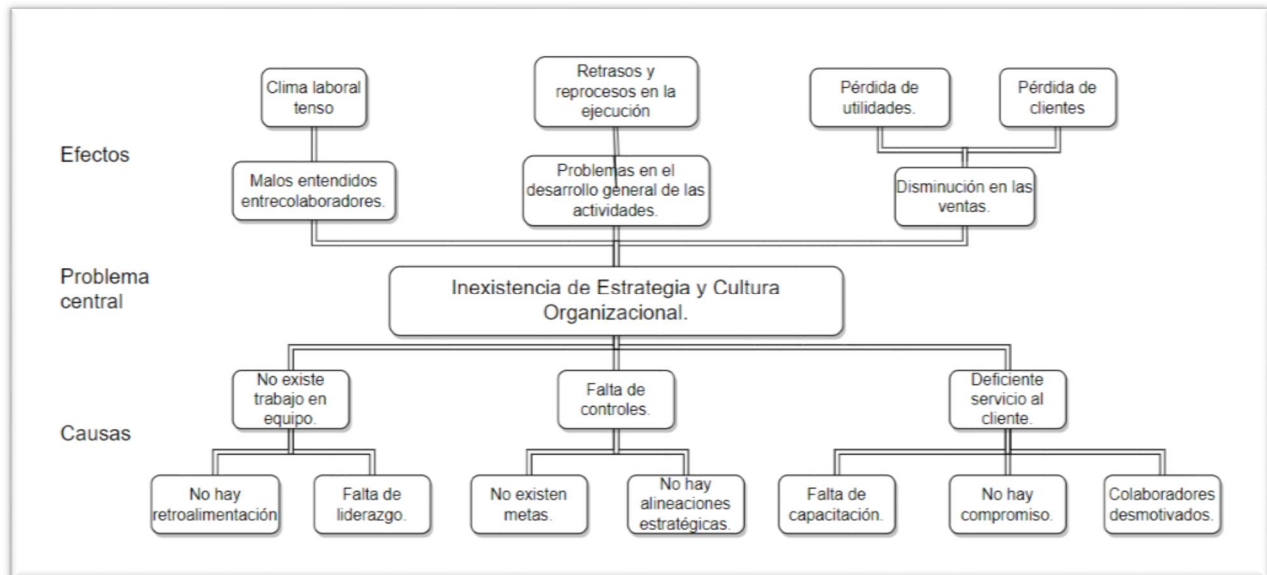 Clima laboral
tenso
Retrasos y
reprocesos en la
ejecución
Pérdida de
utilidades.
Pérdida de
clientes
Efectos
Malos entendidos
entrecolaboradores.
Problemas en el
desarrollo general de las
actividades.
Disminución en las
ventas.
Problema
central
Inexistencia de Estrategia y Cultura
Organizacional.
No existe
trabajo en
equipo.
Falta de
controles.
Deficiente
servicio al
cliente.
Causas
No hay
retroalimentación
Falta de
liderazgo.
No existen
metas.
No hay
alineaciones
estratégicas.
Falta de
capacitación.
No hay
compromiso.
Colaboradores
desmotivados.